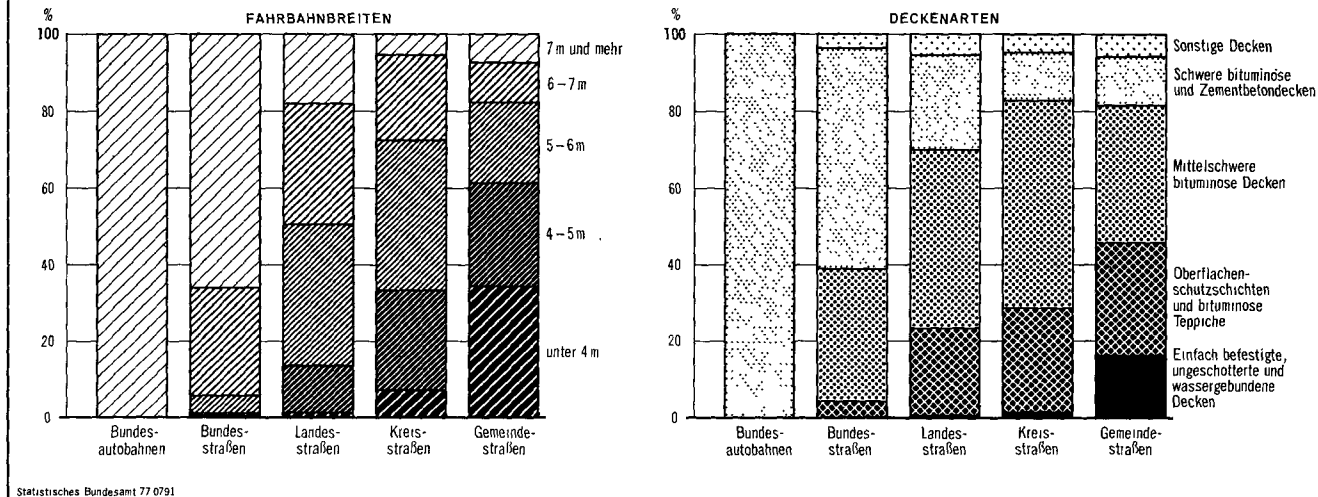 FAHRBAHNBREITEN
%
100
80
60
40
20
0
7 m und mehr
6–7 m
5–6 m
4–5 m
unter 4 m
Bundes-
autobahnen
Bundes-
straßen
Landes-
straßen
Kreis-
straßen
Gemeinde-
straßen
DECKENARTEN
%
100
80
60
40
20
0
Sonstige Decken
Schwere bituminöse
und Zementbetondecken
Mittelschwere
bituminose Decken
Oberflachen-
schutzschichten
und bituminose
Teppiche
Einfach befestigte,
ungeschotterte und
wassergebundene
Decken
Bundes-
autobahnen
Bundes-
straßen
Landes-
straßen
Kreis-
straßen
Gemeinde-
straßen
Statistisches Bundesamt 77 0791